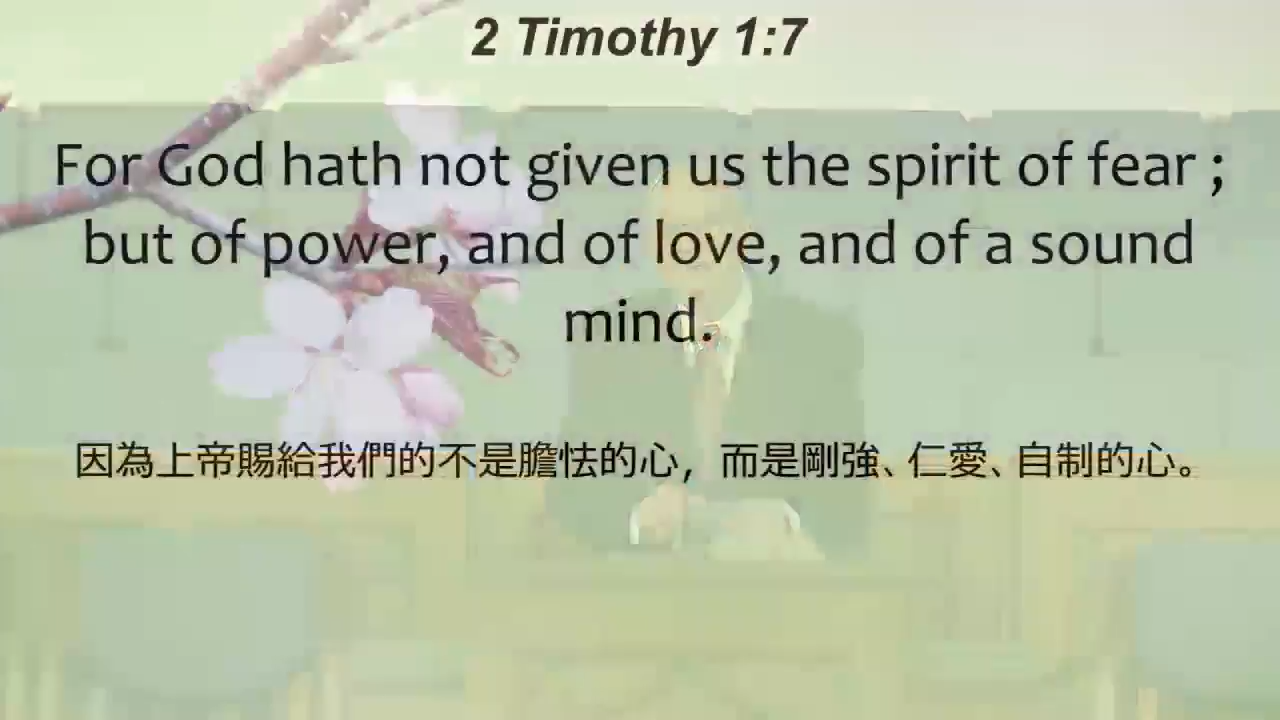 2 Timothy 1:7
For God hath not given us the spirit of fear ;
but of power, and of love, and of a sound
mind.
因為上帝賜給我們的不是膽怯的心，而是剛強、仁愛、自制的心。